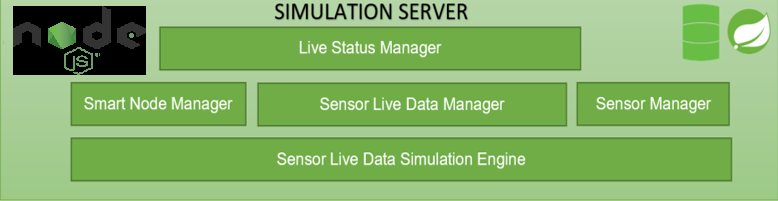 SIMULATION SERVER
node
JS
Live Status Manager
Smart Node Manager
Sensor Live Data Manager
Sensor Manager
Sensor Live Data Simulation Engine